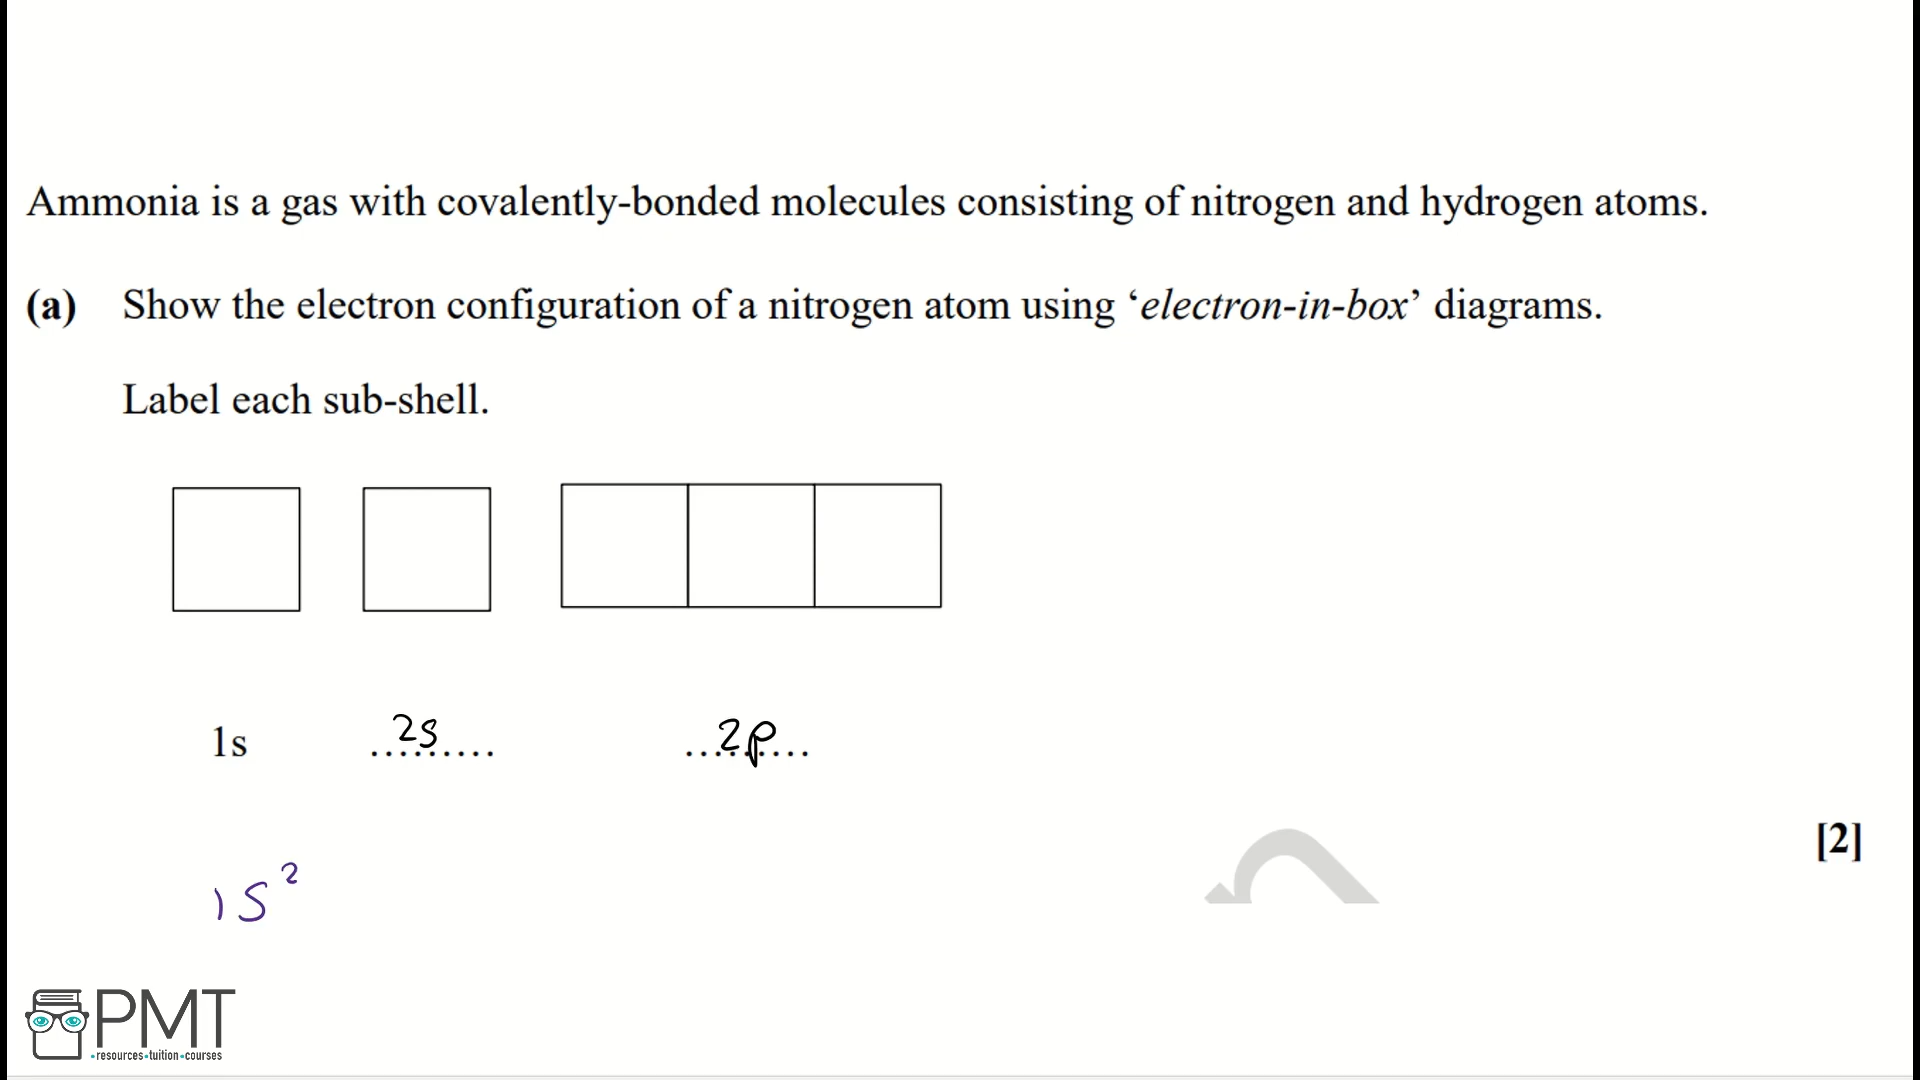 Ammonia is a gas with covalently-bonded molecules consisting of nitrogen and hydrogen atoms.
(a) Show the electron configuration of a nitrogen atom using ‘electron-in-box’ diagrams.
Label each sub-shell.
1s 2s 2p
[2]
1s²
PMT
•resources•tuition•courses